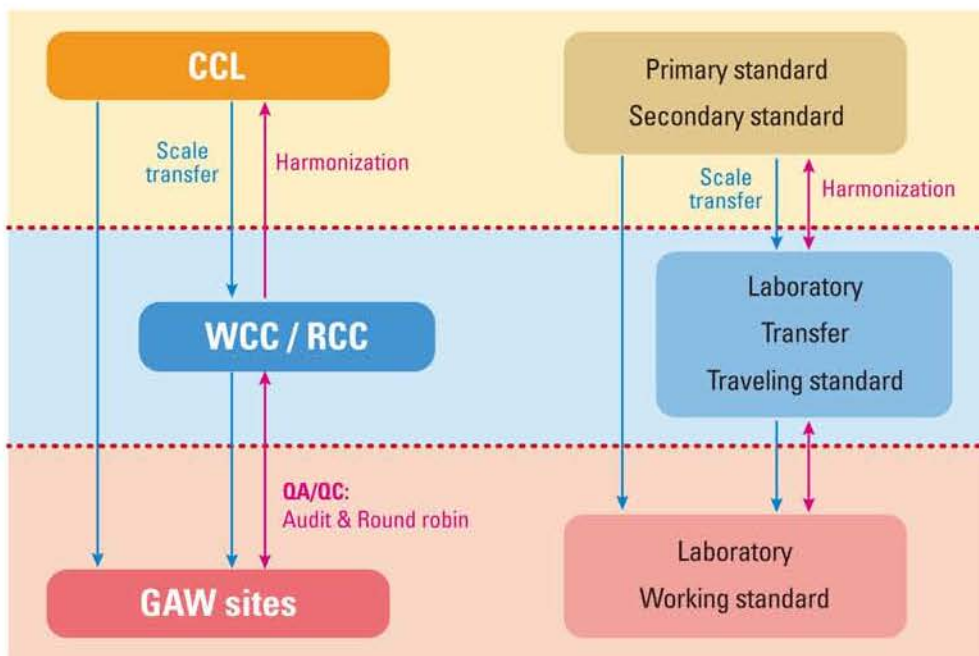 CCL
Scale
transfer
Harmonization
WCC / RCC
QA/QC:
Audit & Round robin
GAW sites
Primary standard
Secondary standard
Scale
transfer
Harmonization
Laboratory
Transfer
Traveling standard
Laboratory
Working standard